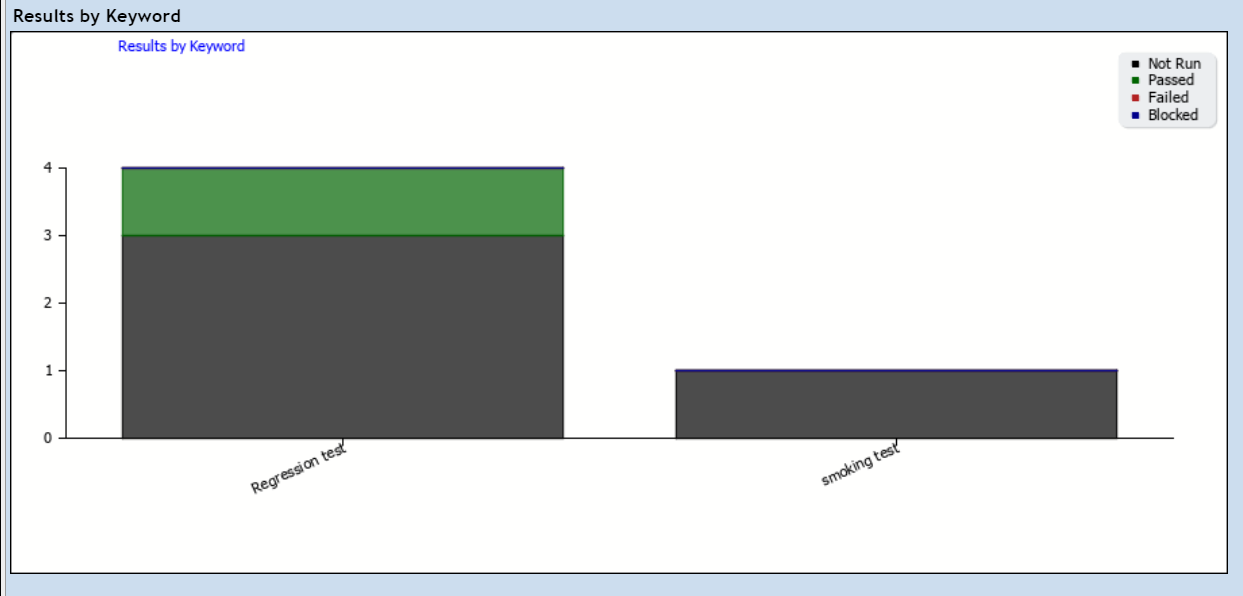 Results by Keyword
Results by Keyword
Not Run
Passed
Failed
Blocked
4
3
2
1
0
Regression test
smoking test